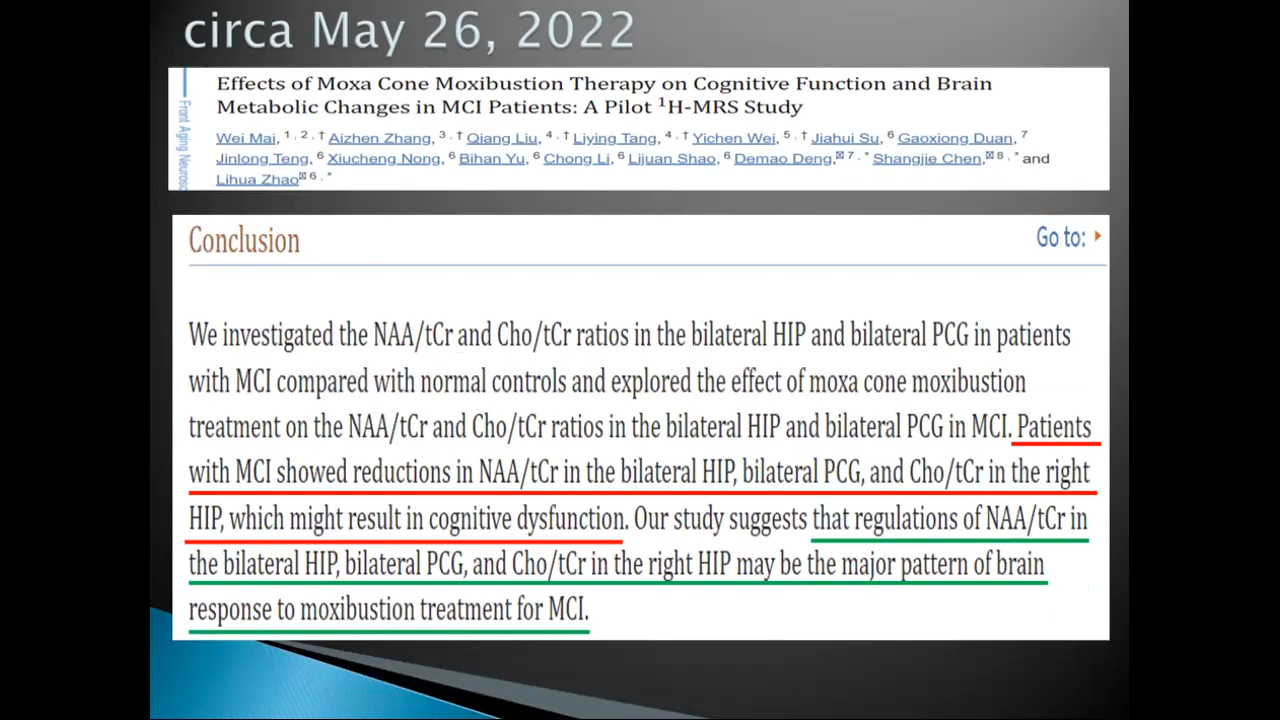 circa May 26, 2022
Front Aging Neurosc
Effects of Moxa Cone Moxibustion Therapy on Cognitive Function and Brain
Metabolic Changes in MCI Patients: A Pilot ¹H-MRS Study
Wei Mai, 1 , 2 , † Aizhen Zhang, 3 , † Qiang Liu, 4 , † Liying Tang, 4 , † Yichen Wei, 5 , † Jiahui Su, 6 Gaoxiong Duan, 7
Jinlong Teng, 6 Xiucheng Nong, 6 Bihan Yu, 6 Chong Li, 6 Lijuan Shao, 6 Demao Deng,✉ 7 , * Shangjie Chen,✉ 8 , * and
Lihua Zhao✉ 6 , *
Conclusion
Go to:
We investigated the NAA/tCr and Cho/tCr ratios in the bilateral HIP and bilateral PCG in patients
with MCI compared with normal controls and explored the effect of moxa cone moxibustion
treatment on the NAA/tCr and Cho/tCr ratios in the bilateral HIP and bilateral PCG in MCI. Patients
with MCI showed reductions in NAA/tCr in the bilateral HIP, bilateral PCG, and Cho/tCr in the right
HIP, which might result in cognitive dysfunction. Our study suggests that regulations of NAA/tCr in
the bilateral HIP, bilateral PCG, and Cho/tCr in the right HIP may be the major pattern of brain
response to moxibustion treatment for MCI.